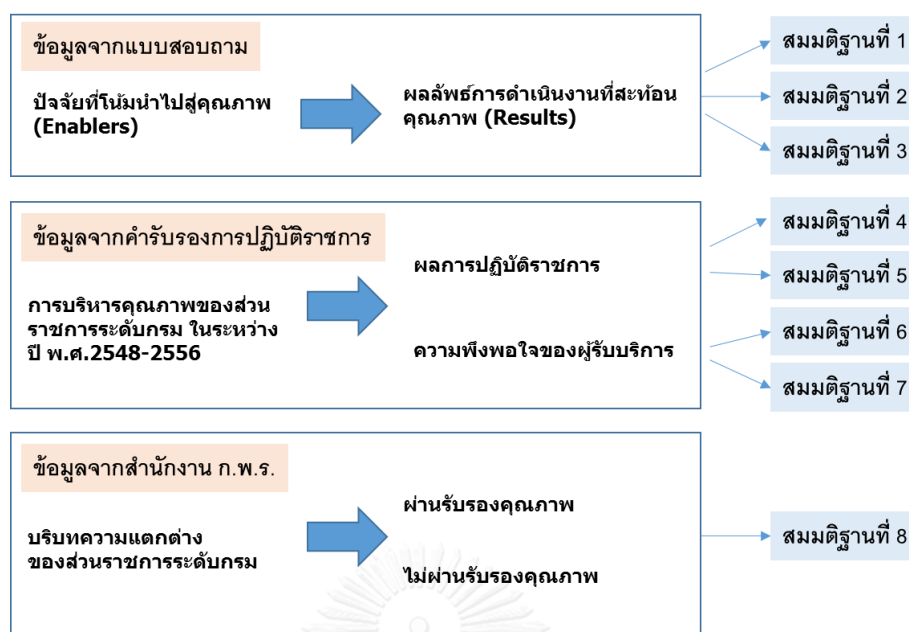 ข้อมูลจากแบบสอบถาม
ปัจจัยที่โน้มนำไปสู่คุณภาพ
(Enablers)
ผลลัพธ์การดำเนินงานที่สะท้อน
คุณภาพ (Results)
สมมติฐานที่ 1
สมมติฐานที่ 2
สมมติฐานที่ 3
ข้อมูลจากคำรับรองการปฏิบัติราชการ
การบริหารคุณภาพของส่วน
ราชการระดับกรม ในระหว่าง
ปี พ.ศ.2548-2556
ผลการปฏิบัติราชการ
ความพึงพอใจของผู้รับบริการ
สมมติฐานที่ 4
สมมติฐานที่ 5
สมมติฐานที่ 6
สมมติฐานที่ 7
ข้อมูลจากสำนักงาน ก.พ.ร.
บริบทความแตกต่าง
ของส่วนราชการระดับกรม
ผ่านรับรองคุณภาพ
ไม่ผ่านรับรองคุณภาพ
สมมติฐานที่ 8